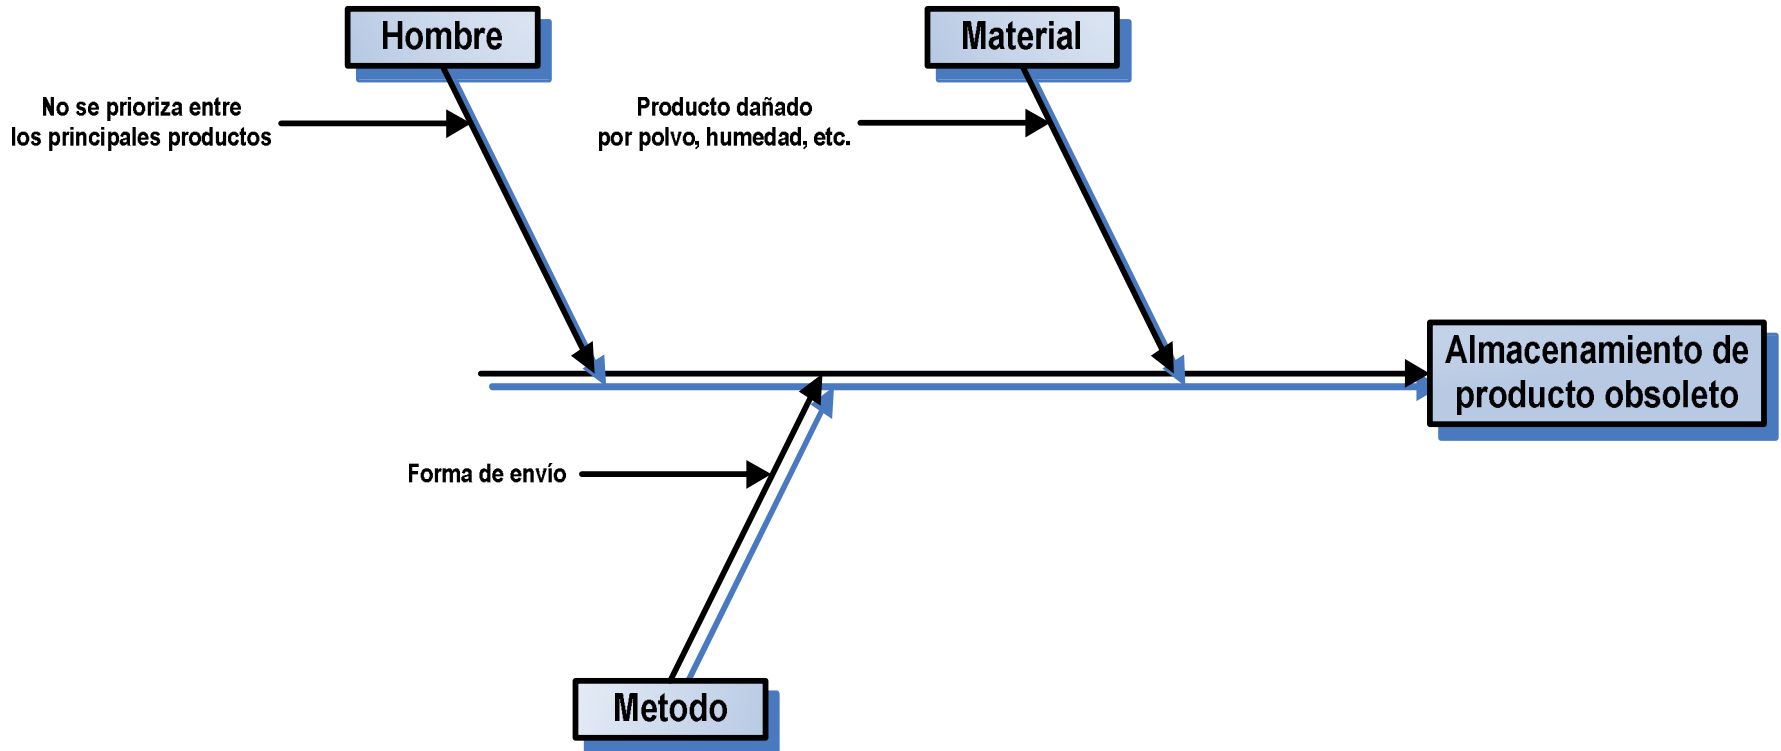 Hombre
Material
No se prioriza entre
los principales productos
Producto dañado
por polvo, humedad, etc.
Almacenamiento de
producto obsoleto
Forma de envío
Metodo